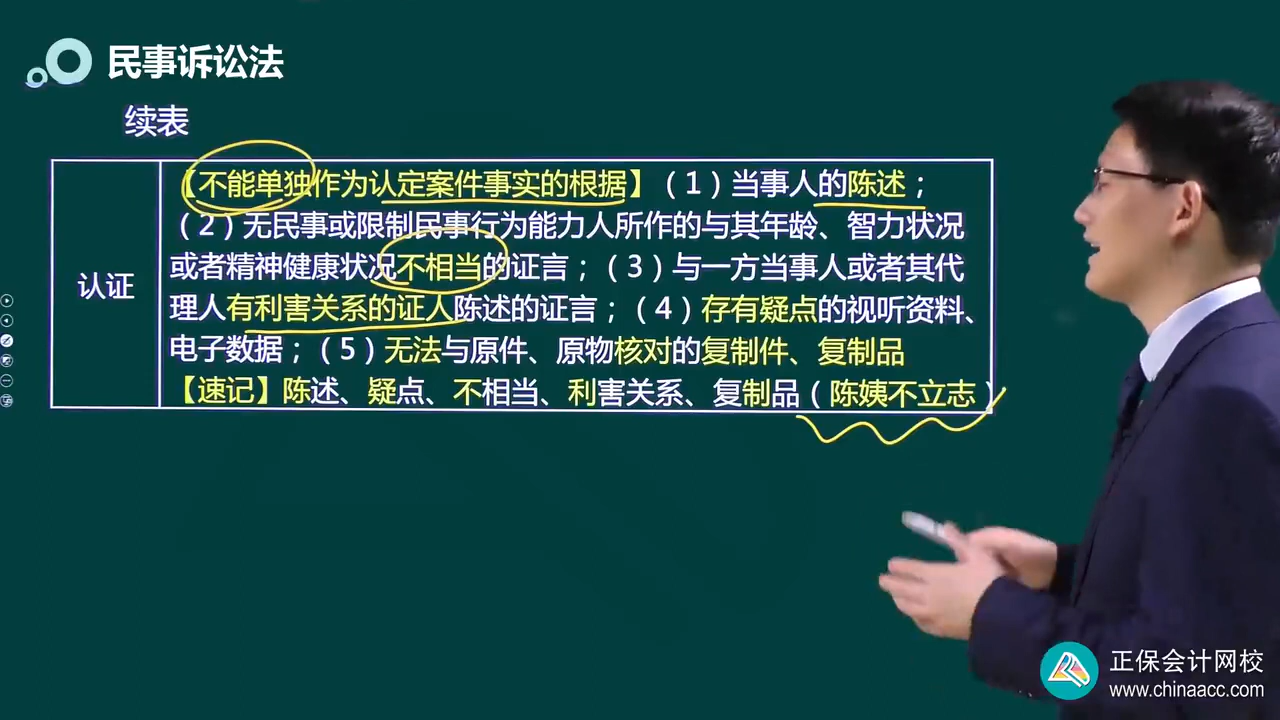 民事诉讼法
续表
认证
【不能单独作为认定案件事实的根据】（1）当事人的陈述；
（2）无民事或限制民事行为能力人所作的与其年龄、智力状况
或者精神健康状况不相当的证言；（3）与一方当事人或者其代
理人有利害关系的证人陈述的证言；（4）存有疑点的视听资料、
电子数据；（5）无法与原件、原物核对的复制件、复制品
【速记】陈述、疑点、不相当、利害关系、复制品（陈姨不立志）
正保会计网校
www.chinaacc.com